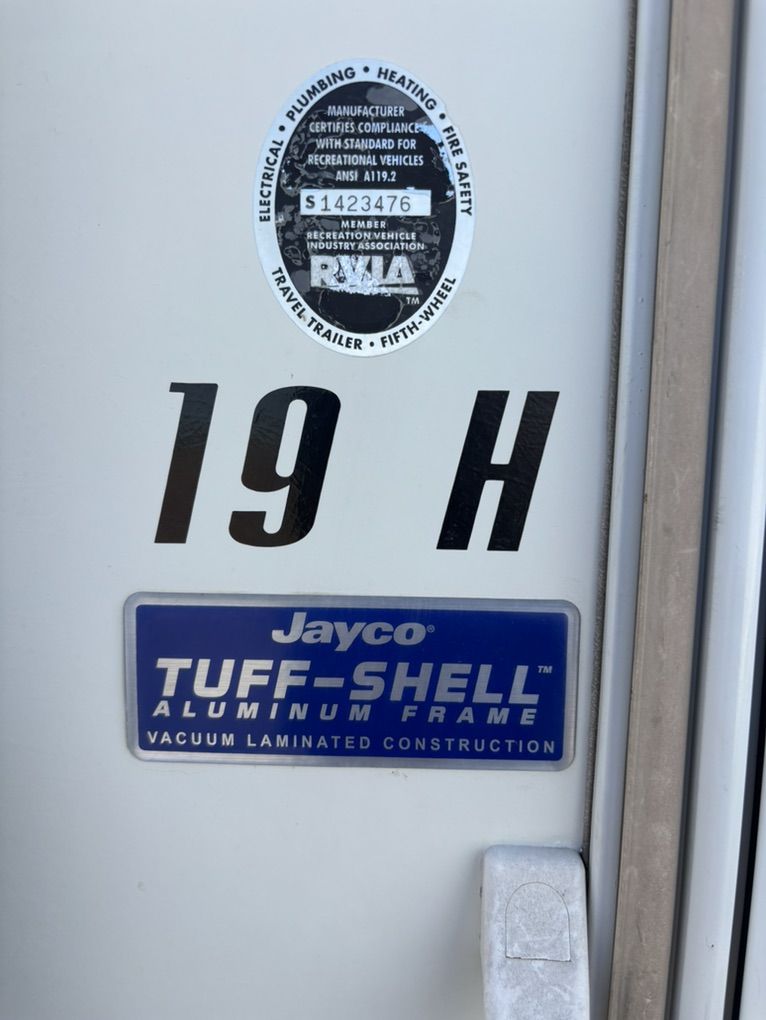 ELECTRICAL • PLUMBING • HEATING • FIRE SAFETY
MANUFACTURER
CERTIFIES COMPLIANCE
WITH STANDARD FOR
RECREATIONAL VEHICLES
ANSI A119.2
S 1423476
MEMBER
RECREATION VEHICLE
INDUSTRY ASSOCIATION
RVIA
TM
TRAVEL TRAILER • FIFTH-WHEEL
19 H
Jayco®
TUFF-SHELL™
ALUMINUM FRAME
VACUUM LAMINATED CONSTRUCTION